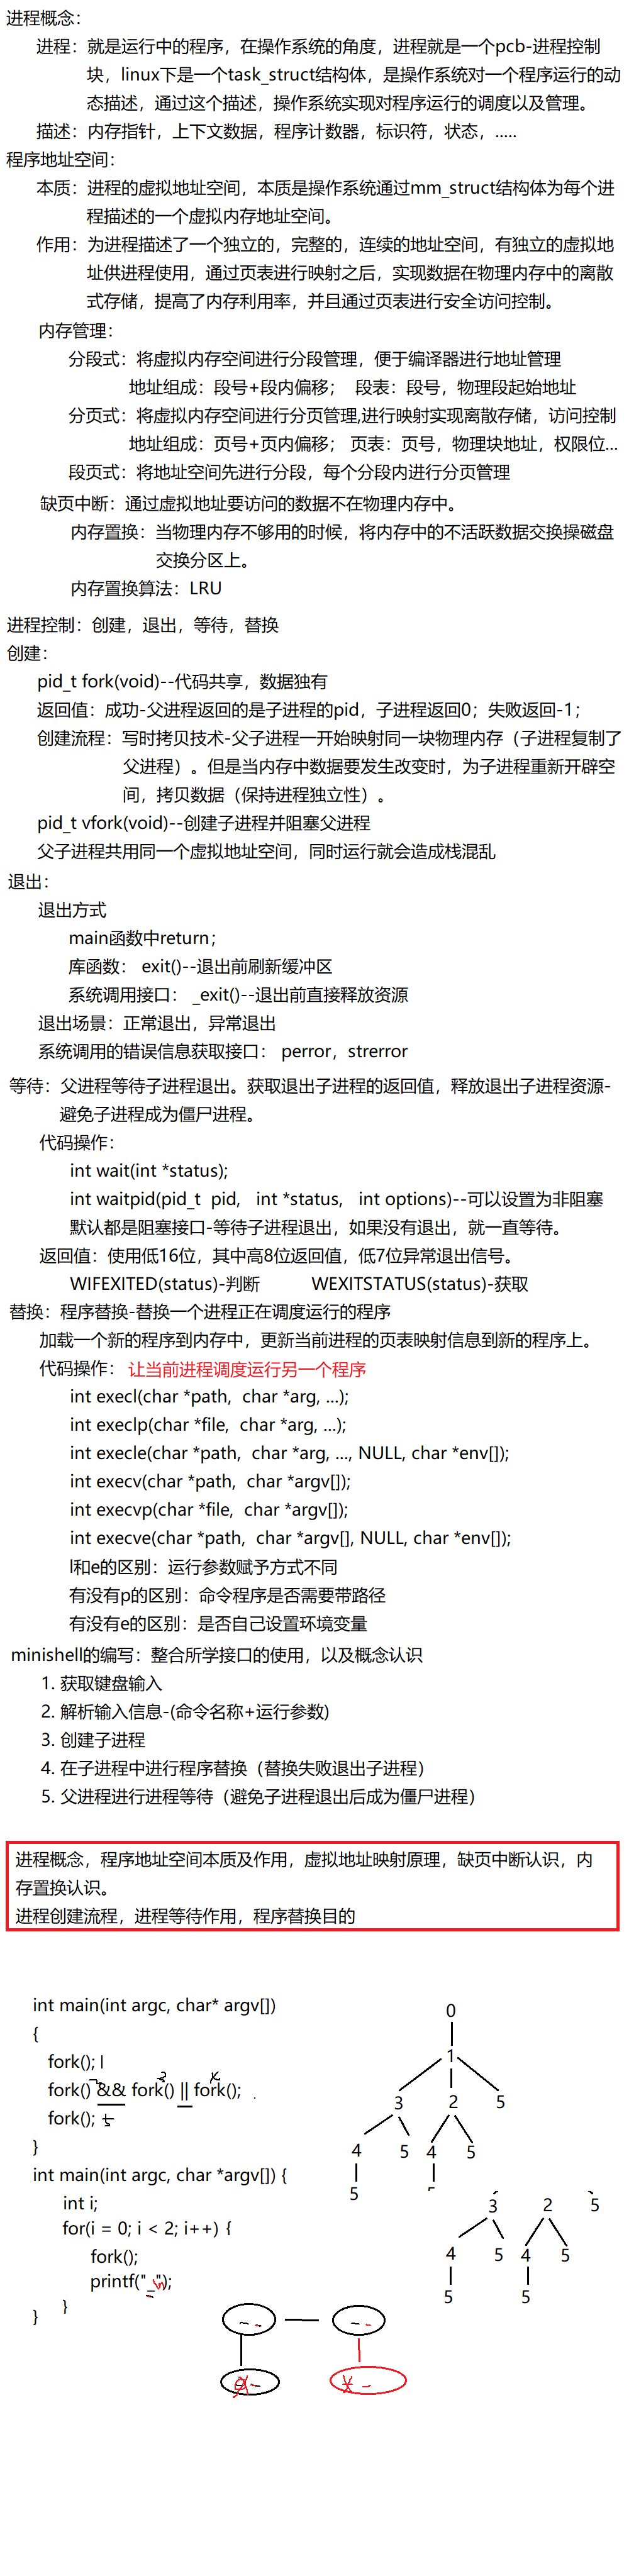 进程概念：
进程：就是运行中的程序，在操作系统的角度，进程就是一个pcb-进程控制
块，linux下是一个task_struct结构体，是操作系统对一个程序运行的动
态描述，通过这个描述，操作系统实现对程序运行的调度以及管理。
描述：内存指针，上下文数据，程序计数器，标识符，状态，.....
程序地址空间：
本质：进程的虚拟地址空间，本质是操作系统通过mm_struct结构体为每个进
程描述的一个虚拟内存地址空间。
作用：为进程描述了一个独立的，完整的，连续的地址空间，有独立的虚拟地
址供进程使用，通过页表进行映射之后，实现数据在物理内存中的离散
式存储，提高了内存利用率，并且通过页表进行安全访问控制。
内存管理：
分段式：将虚拟内存空间进行分段管理，便于编译器进行地址管理
地址组成：段号+段内偏移； 段表：段号，物理段起始地址
分页式：将虚拟内存空间进行分页管理,进行映射实现离散存储，访问控制
地址组成：页号+页内偏移； 页表：页号，物理块地址，权限位...
段页式：将地址空间先进行分段，每个分段内进行分页管理
缺页中断：通过虚拟地址要访问的数据不在物理内存中。
内存置换：当物理内存不够用的时候，将内存中的不活跃数据交换操磁盘
交换分区上。
内存置换算法：LRU
进程控制：创建，退出，等待，替换
创建：
pid_t fork(void)--代码共享，数据独有
返回值：成功-父进程返回的是子进程的pid，子进程返回0；失败返回-1；
创建流程：写时拷贝技术-父子进程一开始映射同一块物理内存（子进程复制了
父进程）。但是当内存中数据要发生改变时，为子进程重新开辟空
间，拷贝数据（保持进程独立性）。
pid_t vfork(void)--创建子进程并阻塞父进程
父子进程共用同一个虚拟地址空间，同时运行就会造成栈混乱
退出：
退出方式
main函数中return；
库函数： exit()--退出前刷新缓冲区
系统调用接口： _exit()--退出前直接释放资源
退出场景：正常退出，异常退出
系统调用的错误信息获取接口： perror，strerror
等待：父进程等待子进程退出。获取退出子进程的返回值，释放退出子进程资源-
避免子进程成为僵尸进程。
代码操作：
int wait(int *status);
int waitpid(pid_t pid, int *status, int options)--可以设置为非阻塞
默认都是阻塞接口-等待子进程退出，如果没有退出，就一直等待。
返回值：使用低16位，其中高8位返回值，低7位异常退出信号。
WIFEXITED(status)-判断 WEXITSTATUS(status)-获取
替换：程序替换-替换一个进程正在调度运行的程序
加载一个新的程序到内存中，更新当前进程的页表映射信息到新的程序上。
代码操作： 让当前进程调度运行另一个程序
int execl(char *path, char *arg, ...);
int execlp(char *file, char *arg, ...);
int execle(char *path, char *arg, ..., NULL, char *env[]);
int execv(char *path, char *argv[]);
int execvp(char *file, char *argv[]);
int execve(char *path, char *argv[], NULL, char *env[]);
l和e的区别：运行参数赋予方式不同
有没有p的区别：命令程序是否需要带路径
有没有e的区别：是否自己设置环境变量
minishell的编写：整合所学接口的使用，以及概念认识
1. 获取键盘输入
2. 解析输入信息-(命令名称+运行参数)
3. 创建子进程
4. 在子进程中进行程序替换（替换失败退出子进程）
5. 父进程进行进程等待（避免子进程退出后成为僵尸进程）
进程概念，程序地址空间本质及作用，虚拟地址映射原理，缺页中断认识，内
存置换认识。
进程创建流程，进程等待作用，程序替换目的
int main(int argc, char* argv[])
{
fork(); 1
fork() && fork() || fork();
fork(); 5
}
int main(int argc, char *argv[]) {
int i;
for(i = 0; i < 2; i++) {
fork();
printf("_\n");
}
}
0
1
3 2 5
4 5 4 5
5
3 2 5
4 5 4 5
5 5